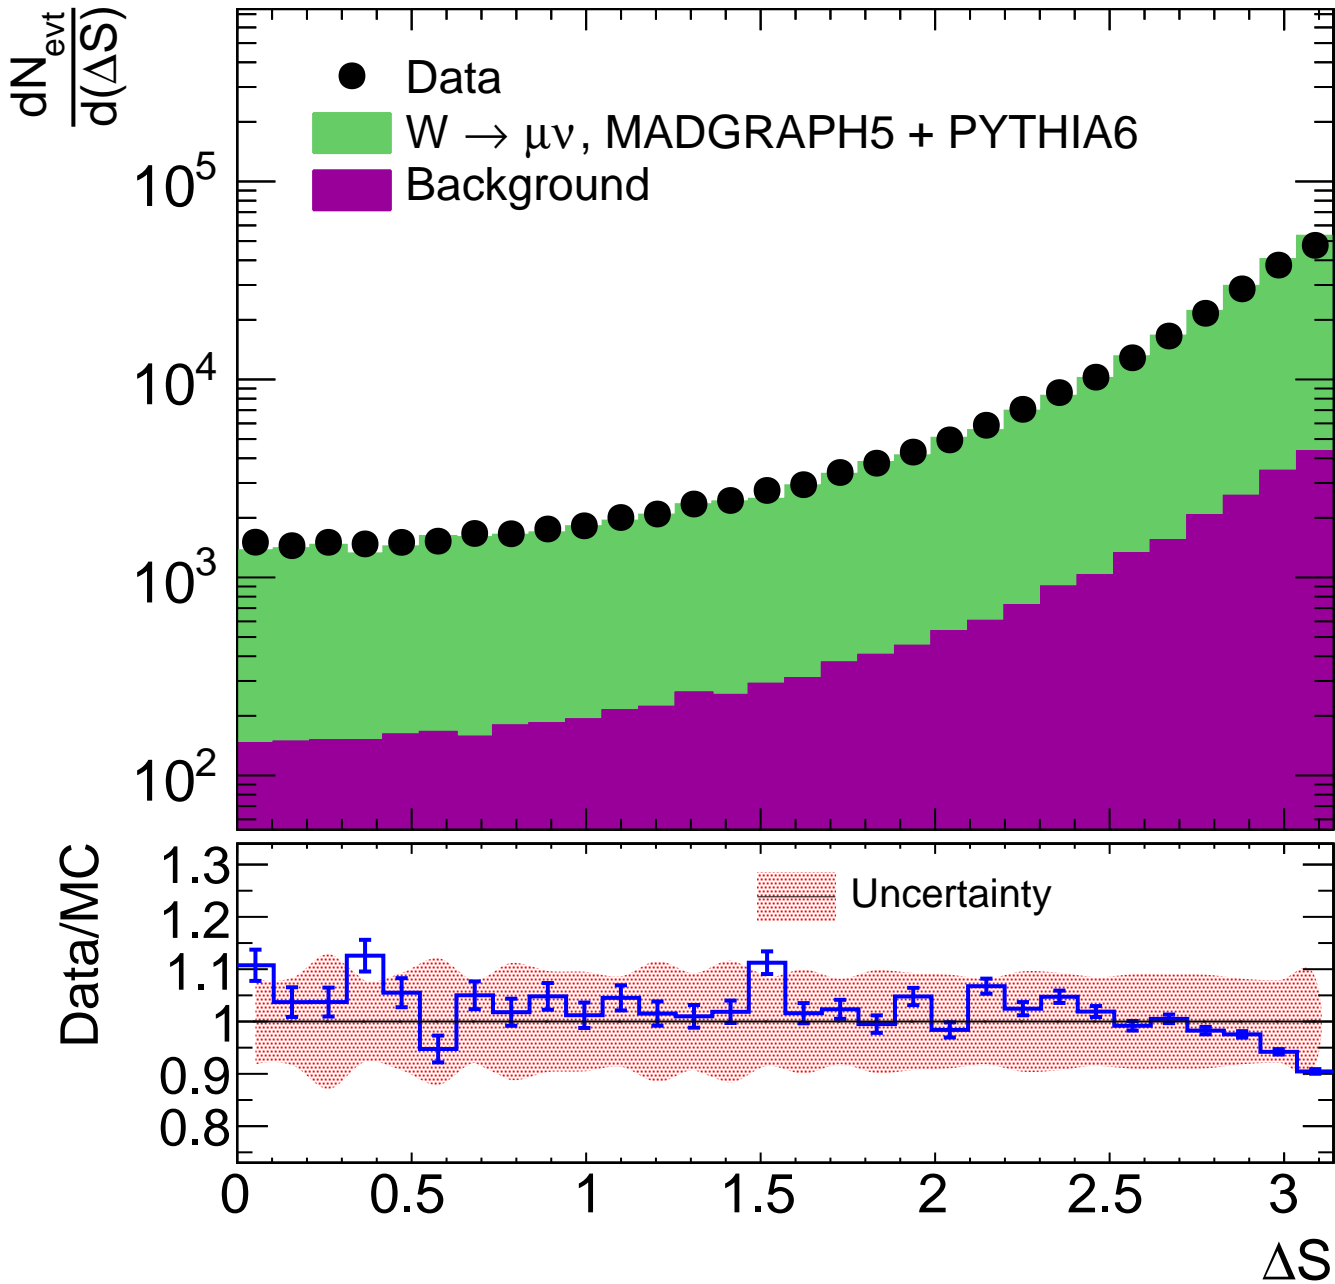 dN_evt
d(ΔS)
Data
W → μν, MADGRAPH5 + PYTHIA6
Background
10^5
10^4
10^3
10^2
Data/MC
1.3
1.2
1.1
1
0.9
0.8
Uncertainty
0 0.5 1 1.5 2 2.5 3
ΔS